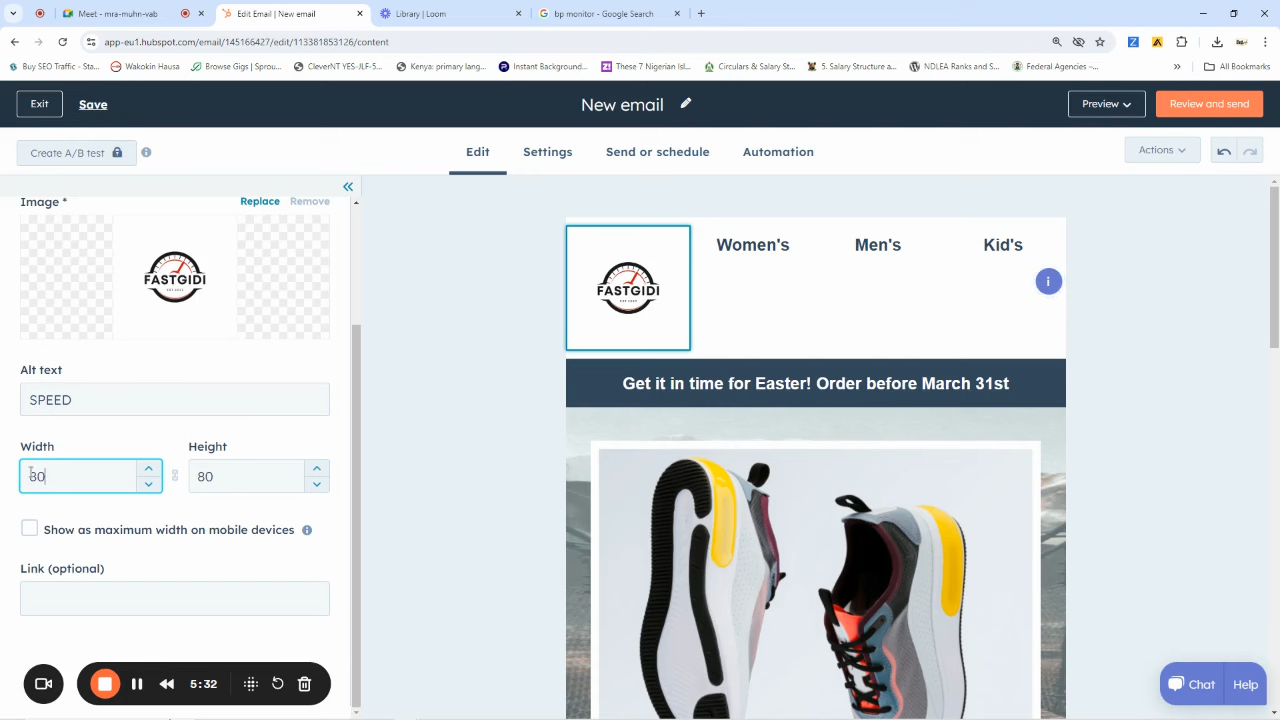 Meet - mra-muhn-vab
Edit Email | HubSpot
Library | Loom
bp monitor - Google Search
app-eu1.hubspot.com/email/145166427/edit/113381853126/content
Buy SEO Traffic - Sta...
Wakokin Hausa
Browse Gigs | Sprou...
CleverNT YES-JLF-5...
Kenya: primary lang...
Instant Background...
These 7 Nigerian Isl...
Circulars & Salary St...
5. Salary Structure a...
NDLEA Ranks and S...
Federal Agencies –...
All Bookmarks
Exit
Save
New email
Preview
Review and send
Create A/B test
Edit
Settings
Send or schedule
Automation
Actions
Image *
Replace
Remove
FASTGIDI
Alt text
SPEED
Width
Height
80
80
Show as maximum width on mobile devices
Link (optional)
:32
FASTGIDI
Women's
Men's
Kid's
Get it in time for Easter! Order before March 31st
Chat
Help